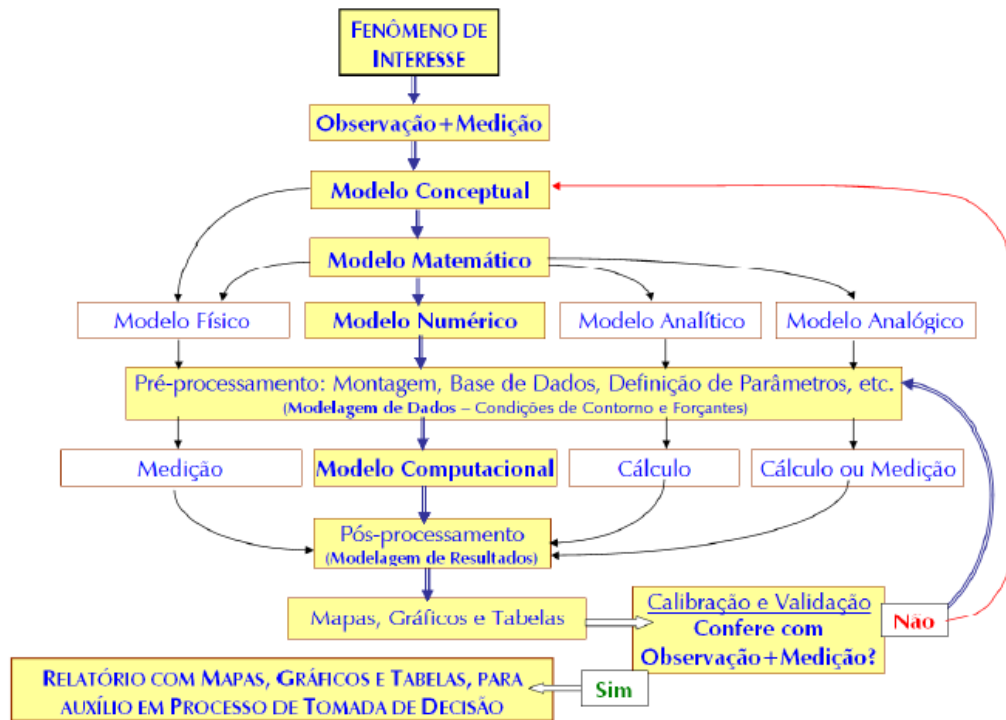 FENÔMENO DE
INTERESSE
Observação+Medição
Modelo Conceptual
Modelo Matemático
Modelo Físico
Modelo Numérico
Modelo Analítico
Modelo Analógico
Pré-processamento: Montagem, Base de Dados, Definição de Parâmetros, etc.
(Modelagem de Dados – Condições de Contorno e Forçantes)
Medição
Modelo Computacional
Cálculo
Cálculo ou Medição
Pós-processamento
(Modelagem de Resultados)
Mapas, Gráficos e Tabelas
Calibração e Validação
Confere com
Observação+Medição?
Não
Sim
RELATÓRIO COM MAPAS, GRÁFICOS E TABELAS, PARA
AUXÍLIO EM PROCESSO DE TOMADA DE DECISÃO